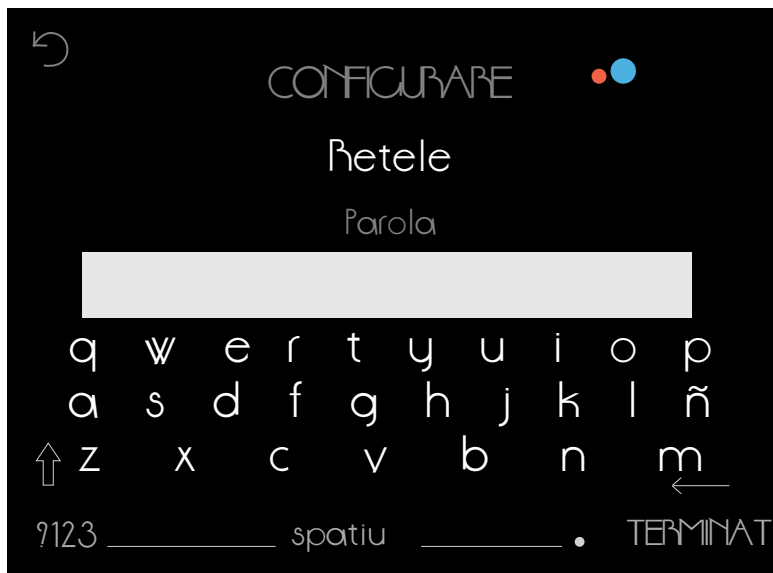 CONFIGURARE
Retele
Parola
q w e r t y u i o p
a s d f g h j k l ñ
z x c v b n m
?123 spatiu . TERMINAT